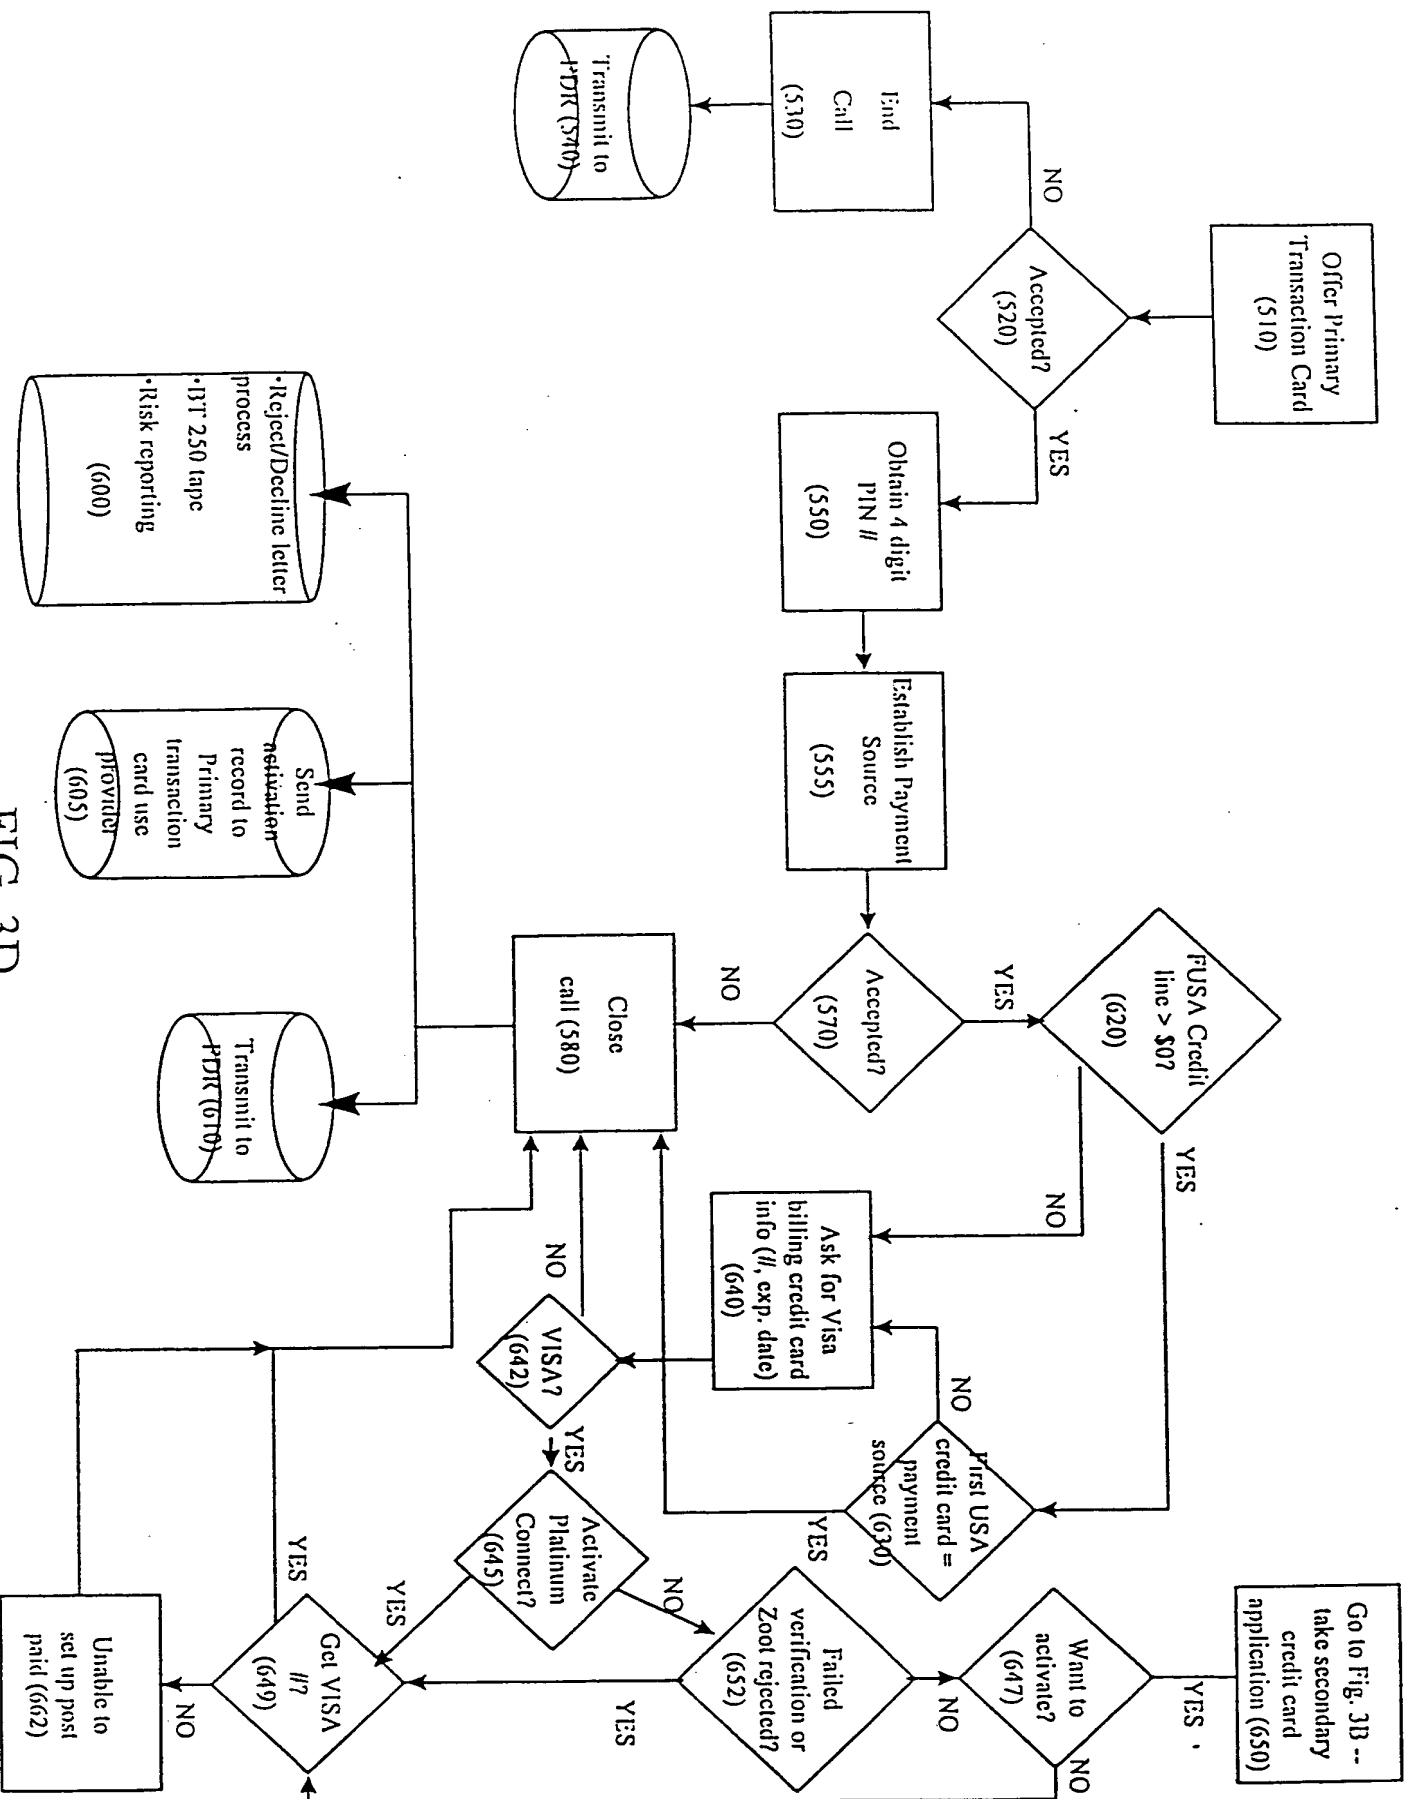 Offer Primary
Transaction Card
(510)
Accepted?
(520)
NO
YES
End
Call
(530)
Transmit to
PDR (540)
Obtain 4 digit
PIN #
(550)
Establish Payment
Source
(555)
Accepted?
(570)
YES
NO
FUSA Credit
line > $0?
(620)
YES
NO
Close
call (580)
•Reject/Decline letter
process
•BT 250 tape
•Risk reporting
(600)
Send
activation
record to
Primary
transaction
card use
provider
(605)
Transmit to
PDR (610)
Ask for Visa
billing credit card
info (#, exp. date)
(640)
First USA
credit card =
payment
source (630)
NO
YES
VISA?
(642)
NO
YES
Activate
Platinum
Connect?
(645)
NO
YES
Failed
verification or
Zoot rejected?
(652)
NO
YES
Want to
activate?
(647)
YES
NO
Go to Fig. 3B --
take secondary
credit card
application (650)
Get VISA
#?
(649)
YES
NO
Unable to
set up post
paid (662)